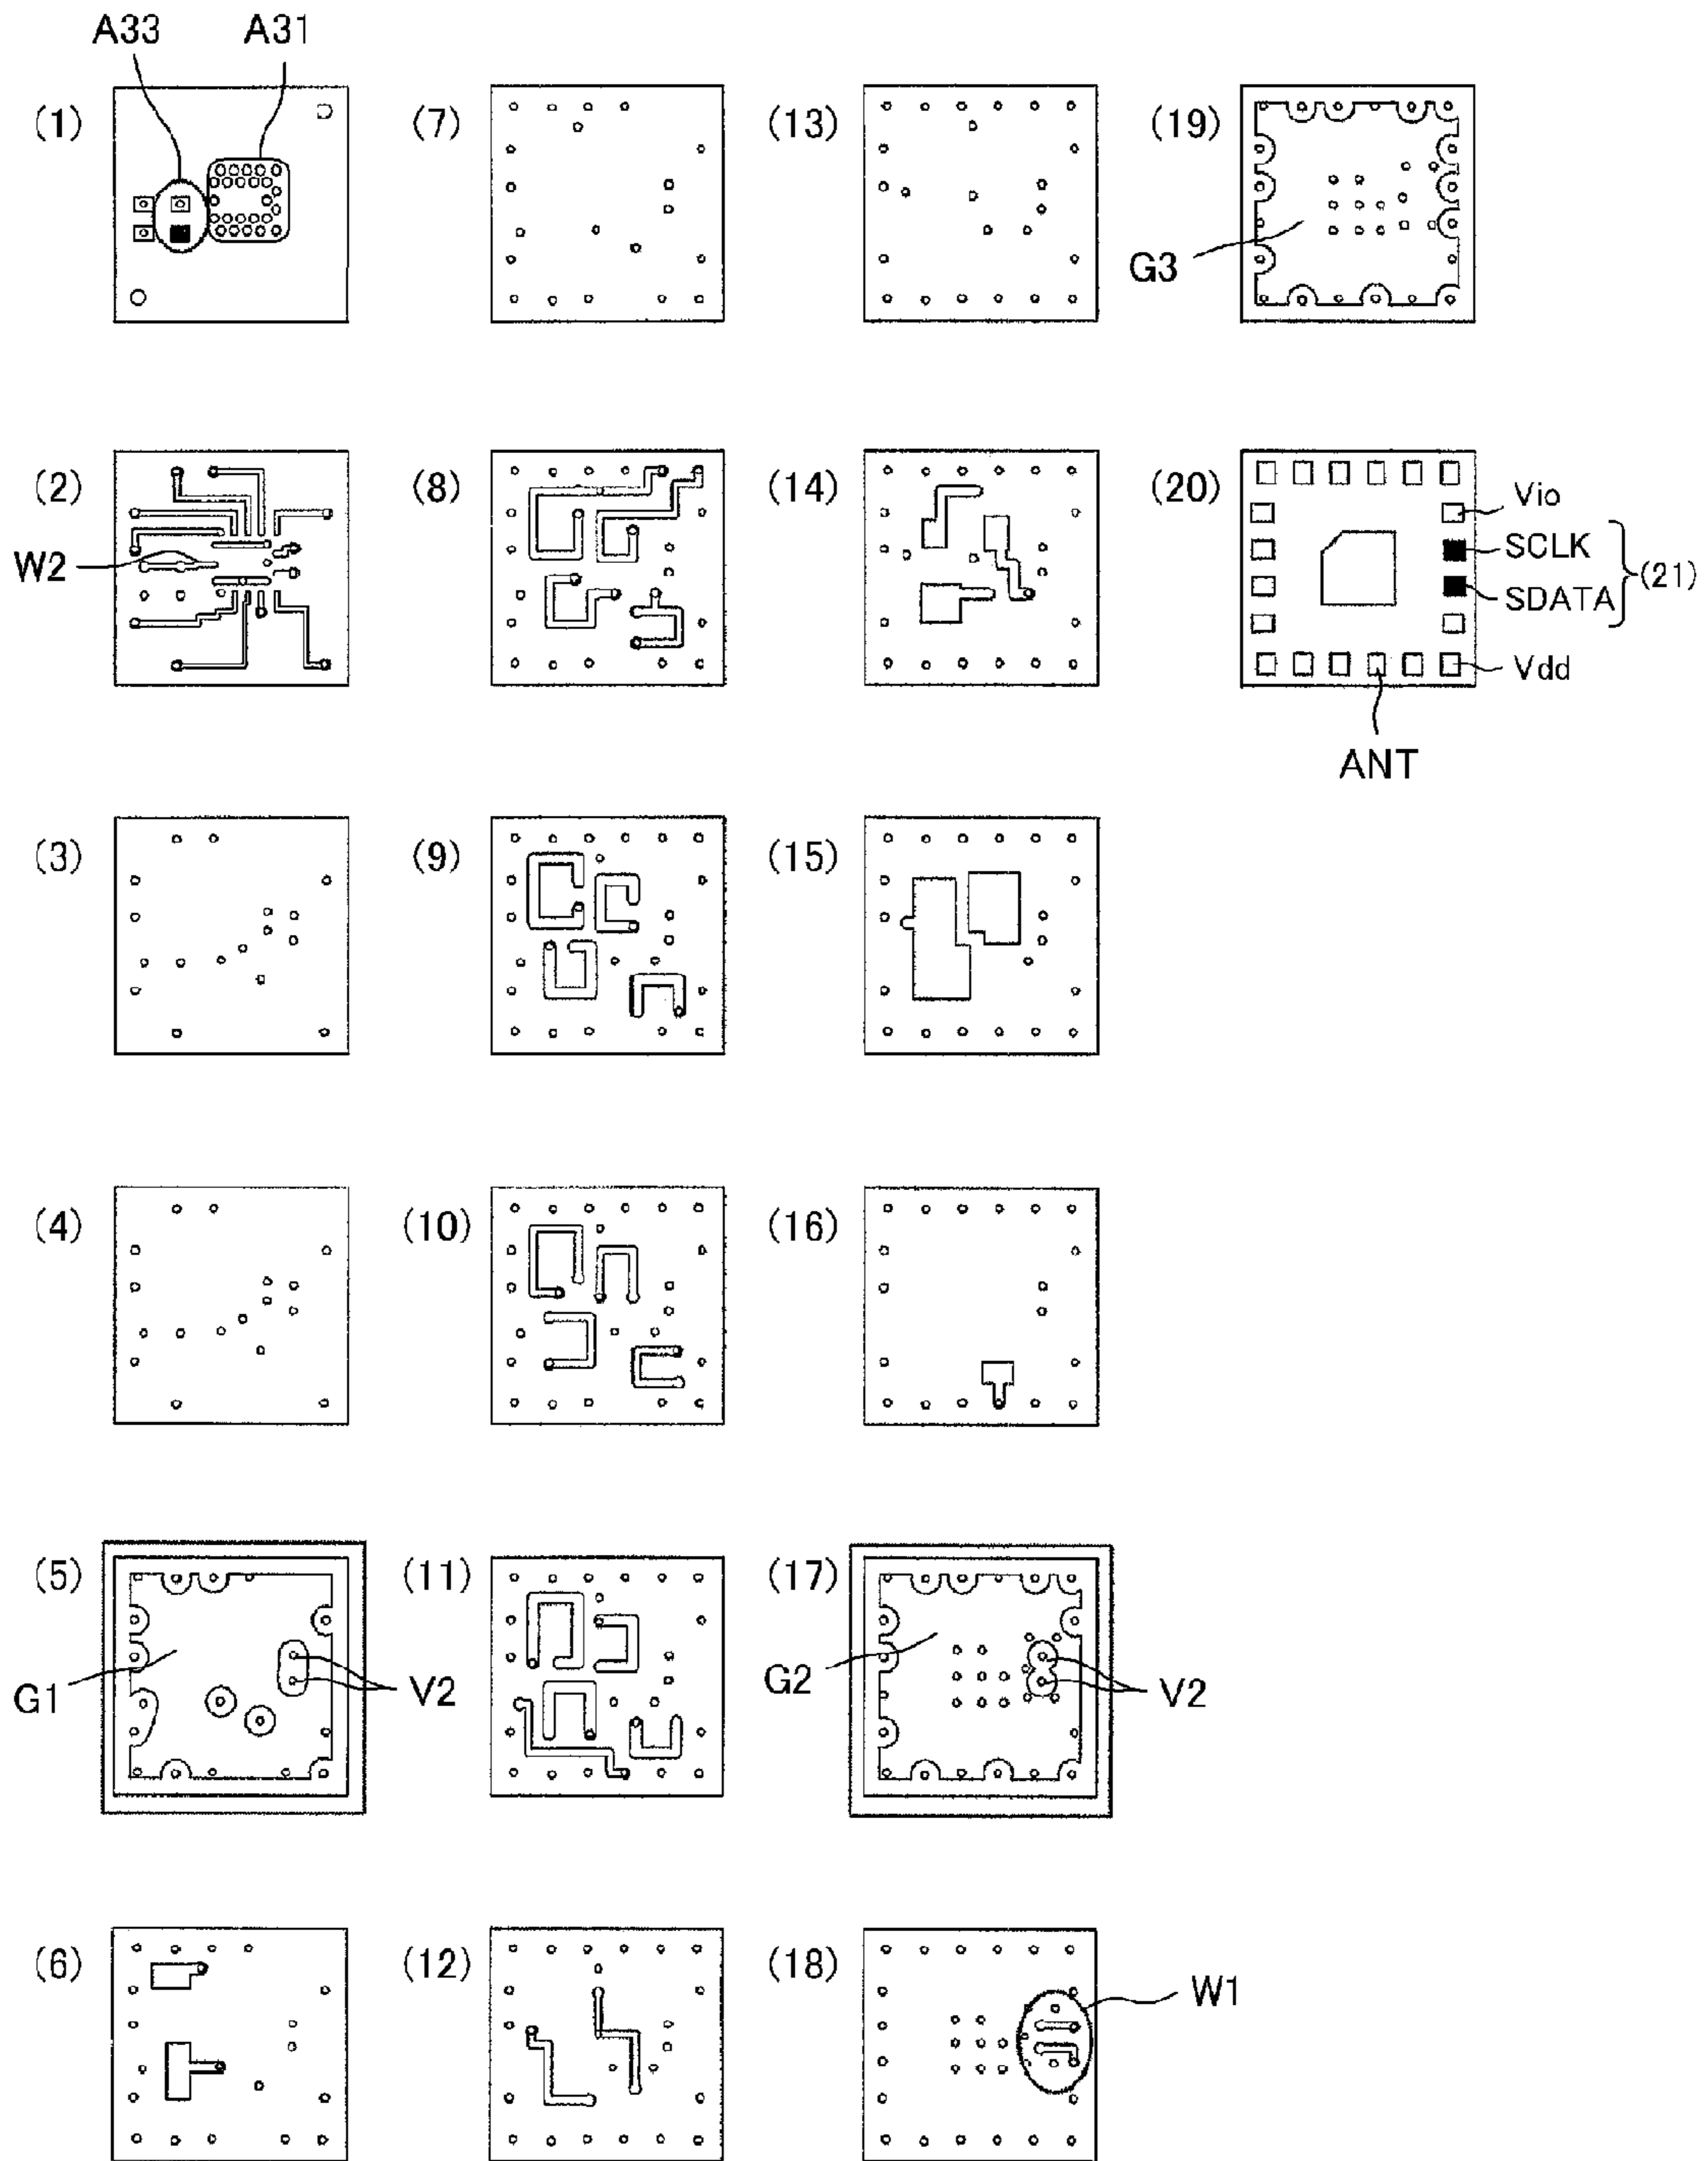 A33 A31
(1) (7) (13) (19)
G3
(2) (8) (14) (20)
W2
Vio
SCLK
(21)
SDATA
Vdd
ANT
(3) (9) (15)
(4) (10) (16)
(5) (11) (17)
G1 V2 G2 V2
(6) (12) (18)
W1